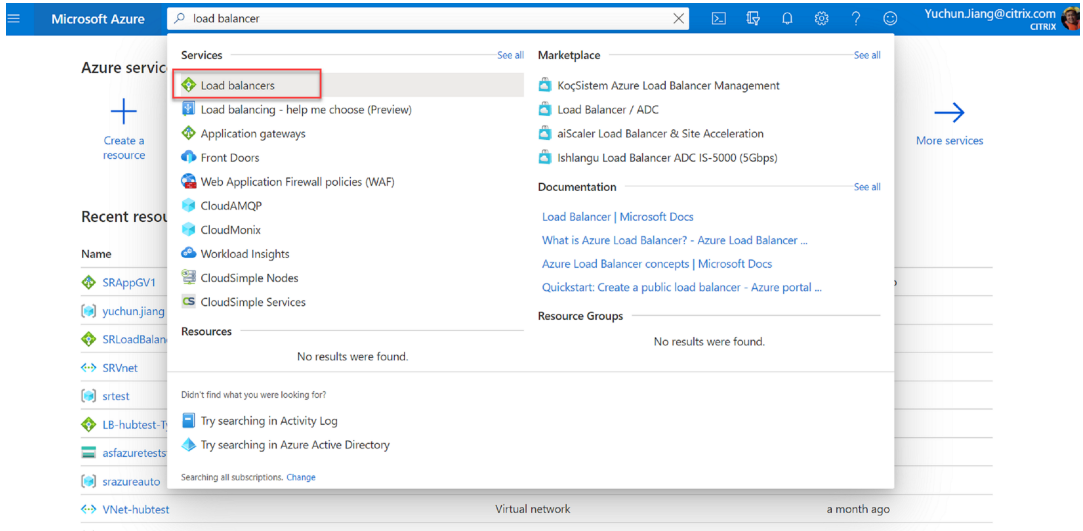 Microsoft Azure
load balancer
Yuchun.Jiang@citrix.com
CITRIX
Azure servic
Create a
resource
More services
Recent resou
Name
SRAppGV1
yuchun.jiang
SRLoadBalan
SRVnet
srtest
LB-hubtest-T
asfazuretests
srazureauto
VNet-hubtest Virtual network a month ago
Services See all
Load balancers
Load balancing - help me choose (Preview)
Application gateways
Front Doors
Web Application Firewall policies (WAF)
CloudAMQP
CloudMonix
Workload Insights
CloudSimple Nodes
CS CloudSimple Services
Resources
No results were found.
Marketplace See all
KoçSistem Azure Load Balancer Management
Load Balancer / ADC
aiScaler Load Balancer & Site Acceleration
Ishlangu Load Balancer ADC IS-5000 (5Gbps)
Documentation See all
Load Balancer | Microsoft Docs
What is Azure Load Balancer? - Azure Load Balancer ...
Azure Load Balancer concepts | Microsoft Docs
Quickstart: Create a public load balancer - Azure portal ...
Resource Groups
No results were found.
Didn't find what you were looking for?
Try searching in Activity Log
Try searching in Azure Active Directory
Searching all subscriptions. Change